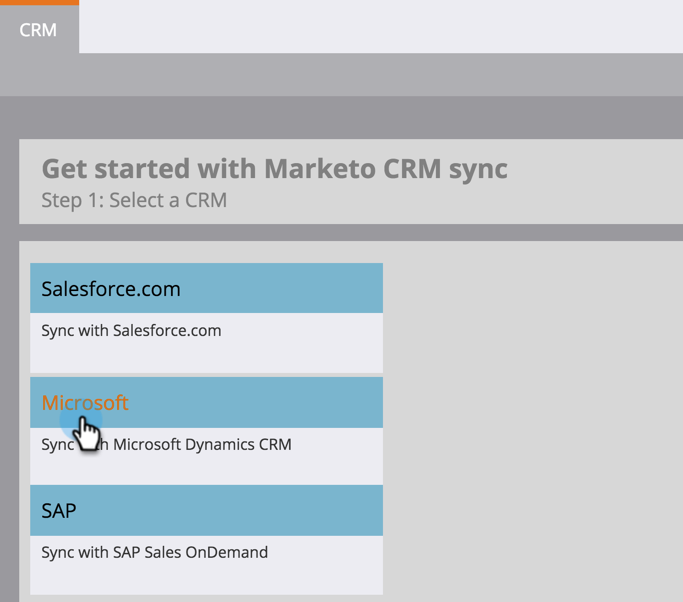 CRM
Get started with Marketo CRM sync
Step 1: Select a CRM
Salesforce.com
Sync with Salesforce.com
Microsoft
Sync with Microsoft Dynamics CRM
SAP
Sync with SAP Sales OnDemand